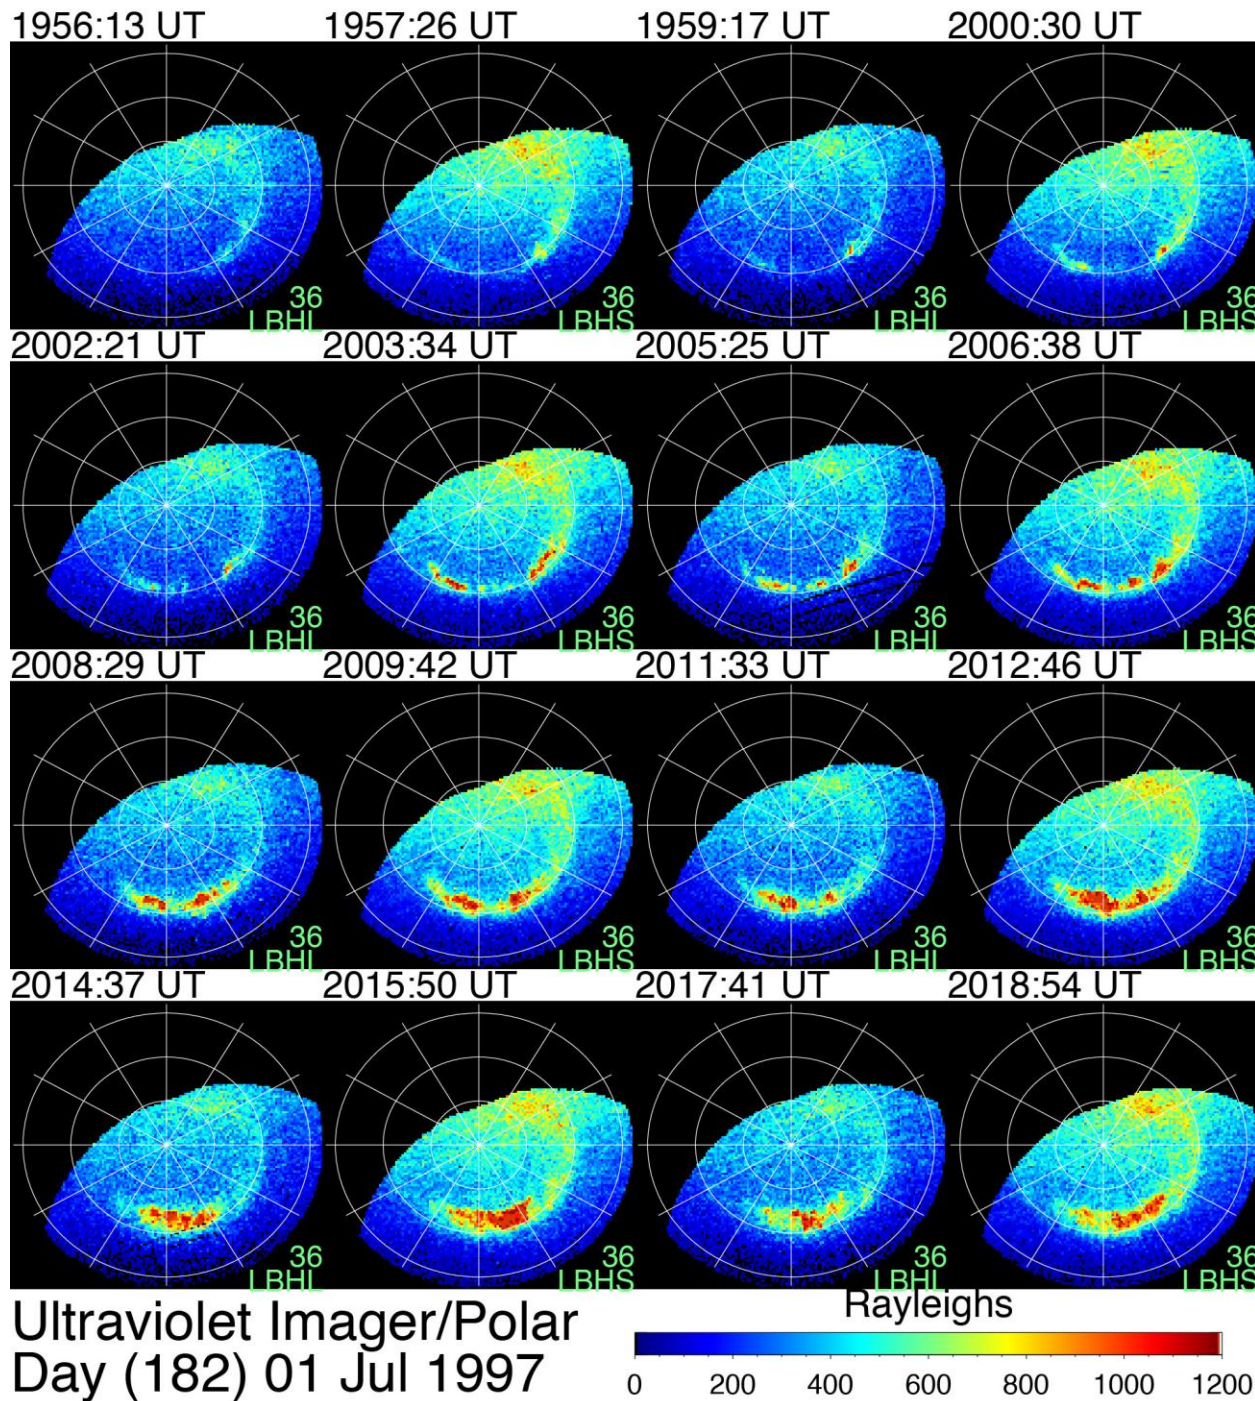 1956:13 UT 1957:26 UT 1959:17 UT 2000:30 UT
36 36 36 36
LBHL LBHS LBHL LBHS
2002:21 UT 2003:34 UT 2005:25 UT 2006:38 UT
36 36 36 36
LBHL LBHS LBHL LBHS
2008:29 UT 2009:42 UT 2011:33 UT 2012:46 UT
36 36 36 36
LBHL LBHS LBHL LBHS
2014:37 UT 2015:50 UT 2017:41 UT 2018:54 UT
36 36 36 36
LBHL LBHS LBHL LBHS
Ultraviolet Imager/Polar
Day (182) 01 Jul 1997
Rayleighs
0 200 400 600 800 1000 1200